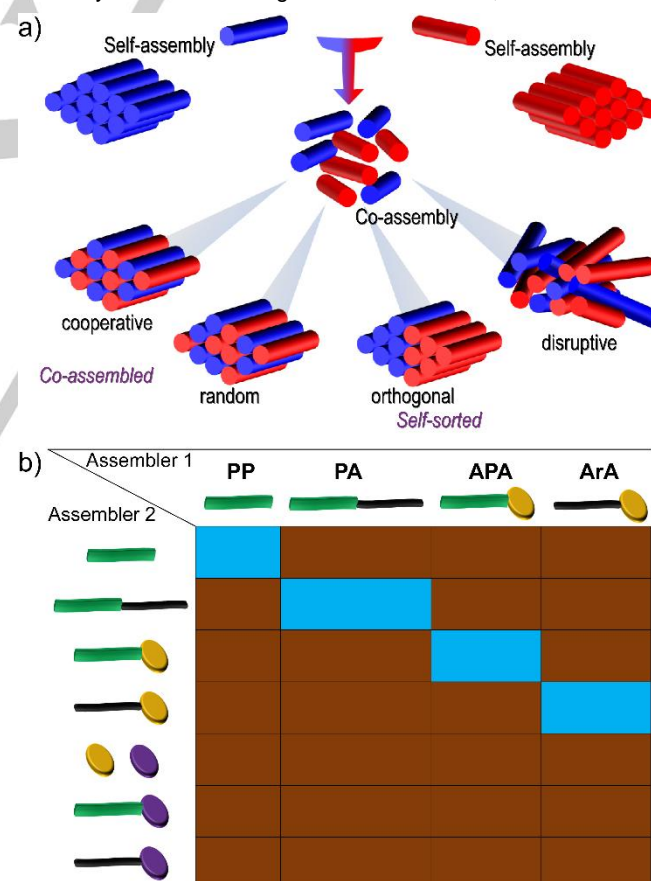 a)
Self-assembly
Self-assembly
Co-assembly
cooperative
disruptive
Co-assembled
random
orthogonal
Self-sorted
b)
Assembler 1
PP PA APA ArA
Assembler 2